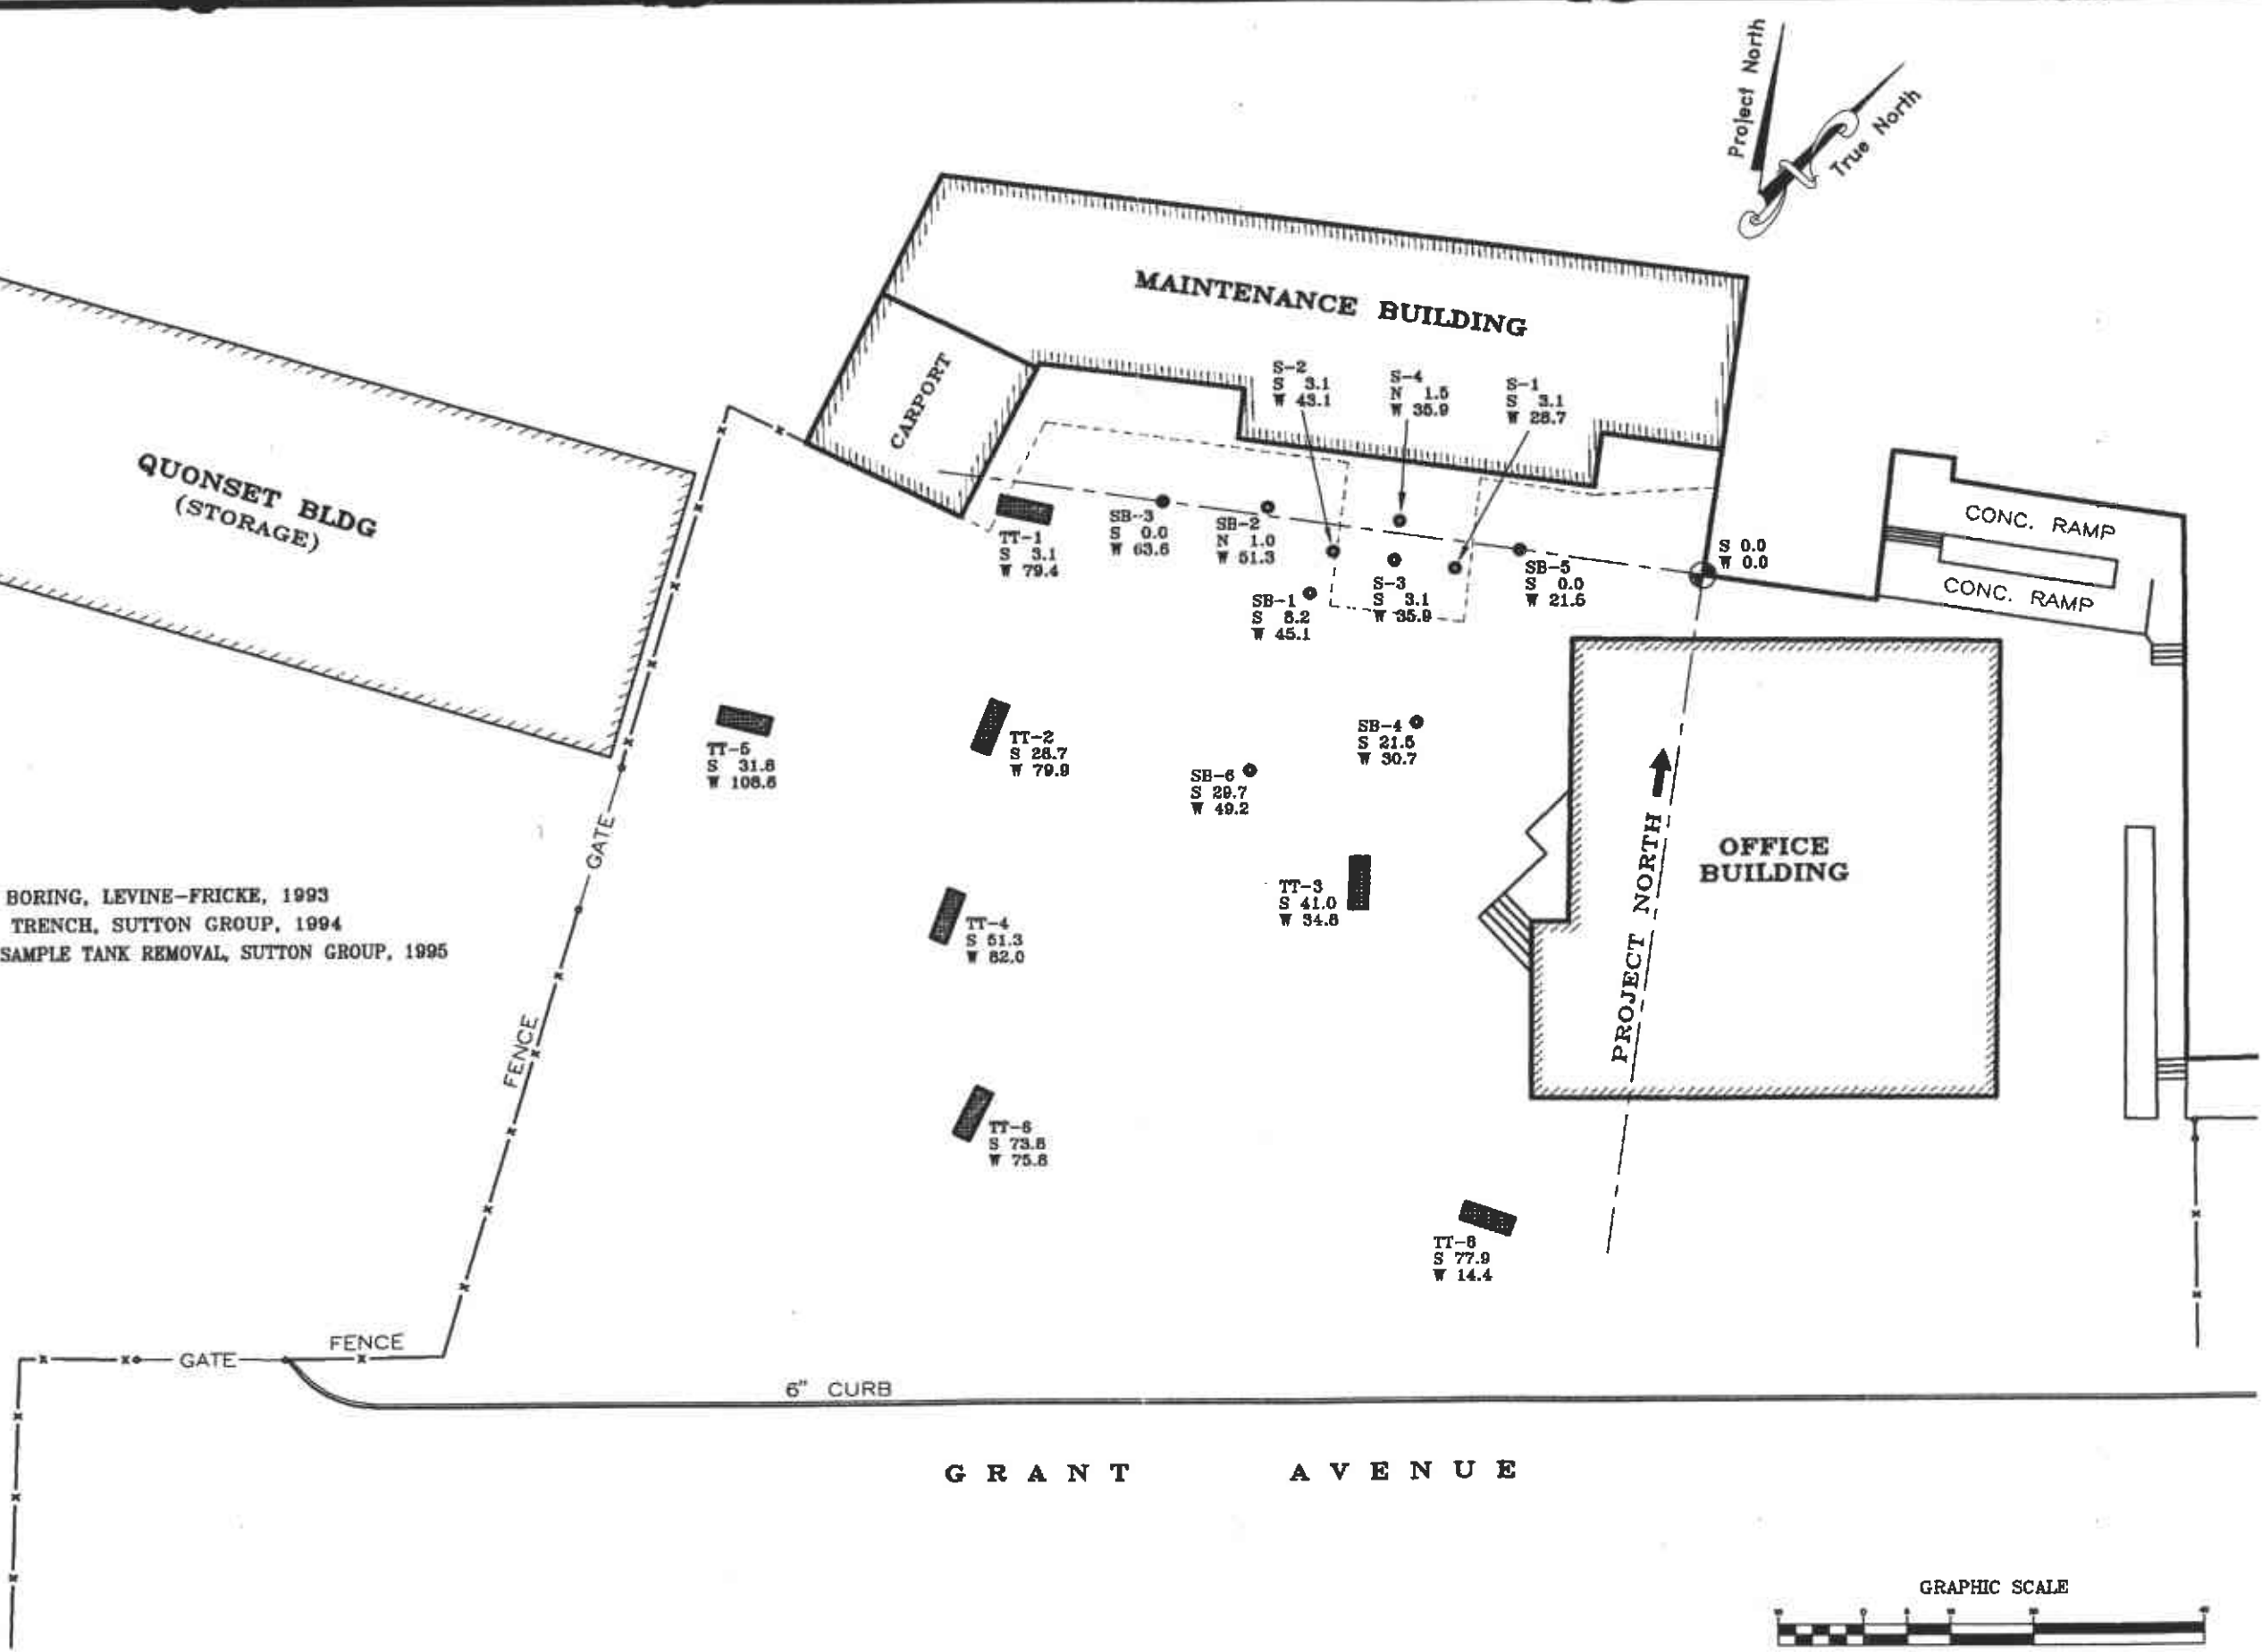 Project North
True North
MAINTENANCE BUILDING
CARPORT
QUONSET BLDG
(STORAGE)
S-2
S 3.1
W 43.1
S-4
N 1.5
W 35.9
S-1
S 3.1
W 28.7
CONC. RAMP
CONC. RAMP
TT-1
S 3.1
W 79.4
SB-3
S 0.0
W 63.6
SB-2
N 1.0
W 51.3
S 0.0
W 0.0
SB-5
S 0.0
W 21.5
S-3
S 3.1
W 35.9
SB-1
S 8.2
W 45.1
TT-5
S 31.8
W 108.6
TT-2
S 28.7
W 79.9
SB-4
S 21.5
W 30.7
SB-6
S 29.7
W 49.2
GATE
PROJECT NORTH
OFFICE
BUILDING
TT-3
S 41.0
W 34.8
BORING, LEVINE-FRICKE, 1993
TRENCH, SUTTON GROUP, 1994
SAMPLE TANK REMOVAL, SUTTON GROUP, 1995
TT-4
S 51.3
W 82.0
FENCE
TT-6
S 73.8
W 75.8
TT-8
S 77.9
W 14.4
FENCE
GATE
6" CURB
GRANT AVENUE
GRAPHIC SCALE